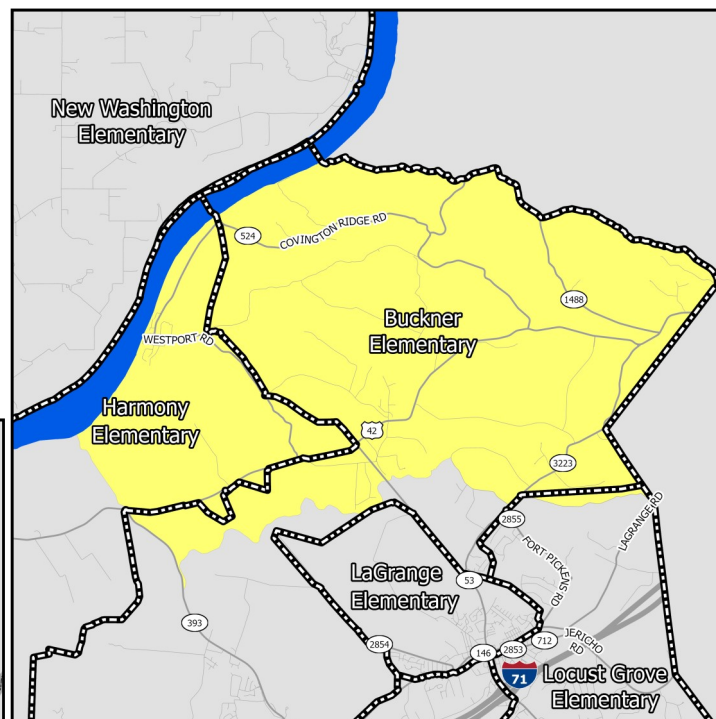 New Washington
Elementary
524
COVINGTON RIDGE RD
1488
Buckner
Elementary
WESTPORT RD
Harmony
Elementary
42
3223
LAGRANGE RD
2855
FORT PICKENS RD
LaGrange
Elementary
53
393
2854
146
2853
712
JERICHO
RD
71
Locust Grove
Elementary